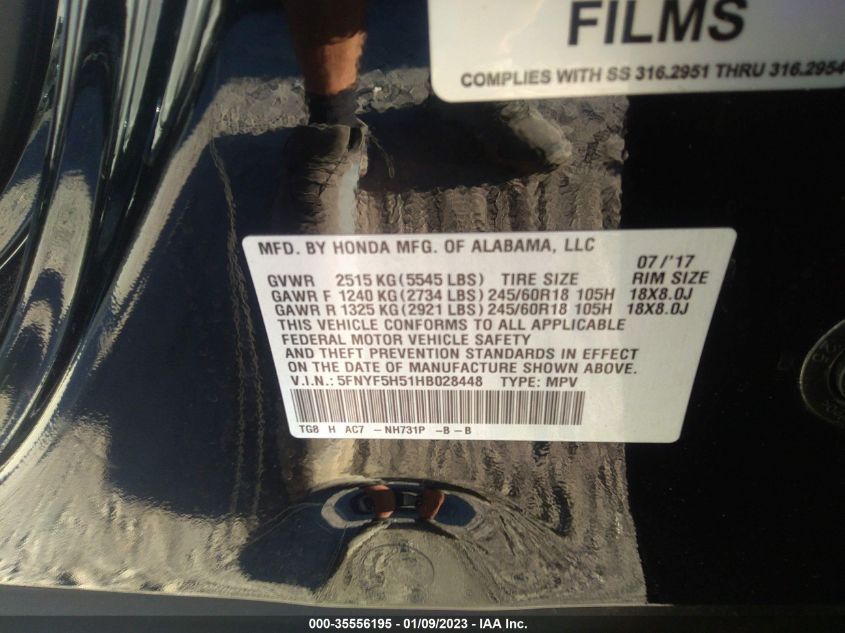 FILMS
COMPLIES WITH SS 316.2951 THRU 316.2954
MFD. BY HONDA MFG. OF ALABAMA, LLC
07/'17
GVWR 2515 KG (5545 LBS) TIRE SIZE RIM SIZE
GAWR F 1240 KG (2734 LBS) 245/60R18 105H 18X8.0J
GAWR R 1325 KG (2921 LBS) 245/60R18 105H 18X8.0J
THIS VEHICLE CONFORMS TO ALL APPLICABLE
FEDERAL MOTOR VEHICLE SAFETY
AND THEFT PREVENTION STANDARDS IN EFFECT
ON THE DATE OF MANUFACTURE SHOWN ABOVE.
V.I.N.: 5FNYF5H51HB028448 TYPE: MPV
TG8 H AC7 - NH731P -B - B
000-35556195 - 01/09/2023 - IAA Inc.